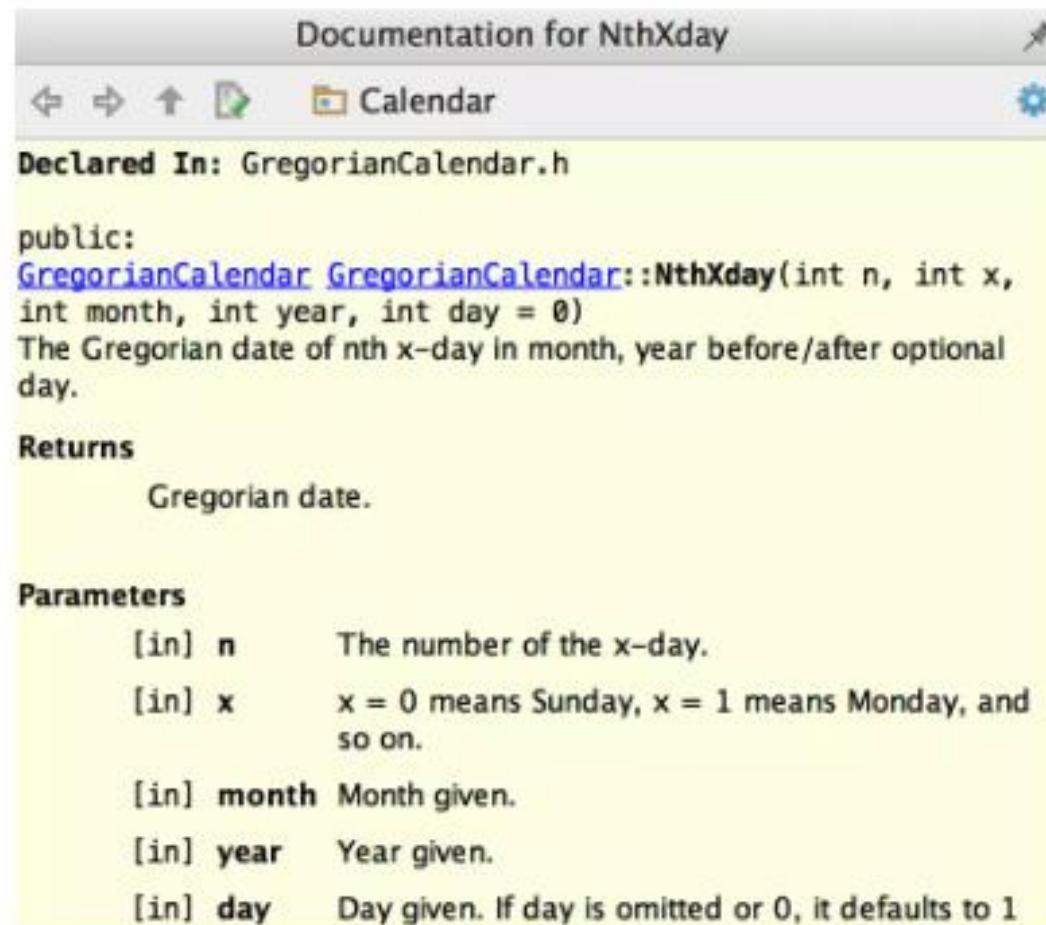 Documentation for NthXday
Calendar
Declared In: GregorianCalendar.h
public:
GregorianCalendar GregorianCalendar::NthXday(int n, int x,
int month, int year, int day = 0)
The Gregorian date of nth x-day in month, year before/after optional
day.
Returns
Gregorian date.
Parameters
[in] n The number of the x-day.
[in] x x = 0 means Sunday, x = 1 means Monday, and
so on.
[in] month Month given.
[in] year Year given.
[in] day Day given. If day is omitted or 0, it defaults to 1